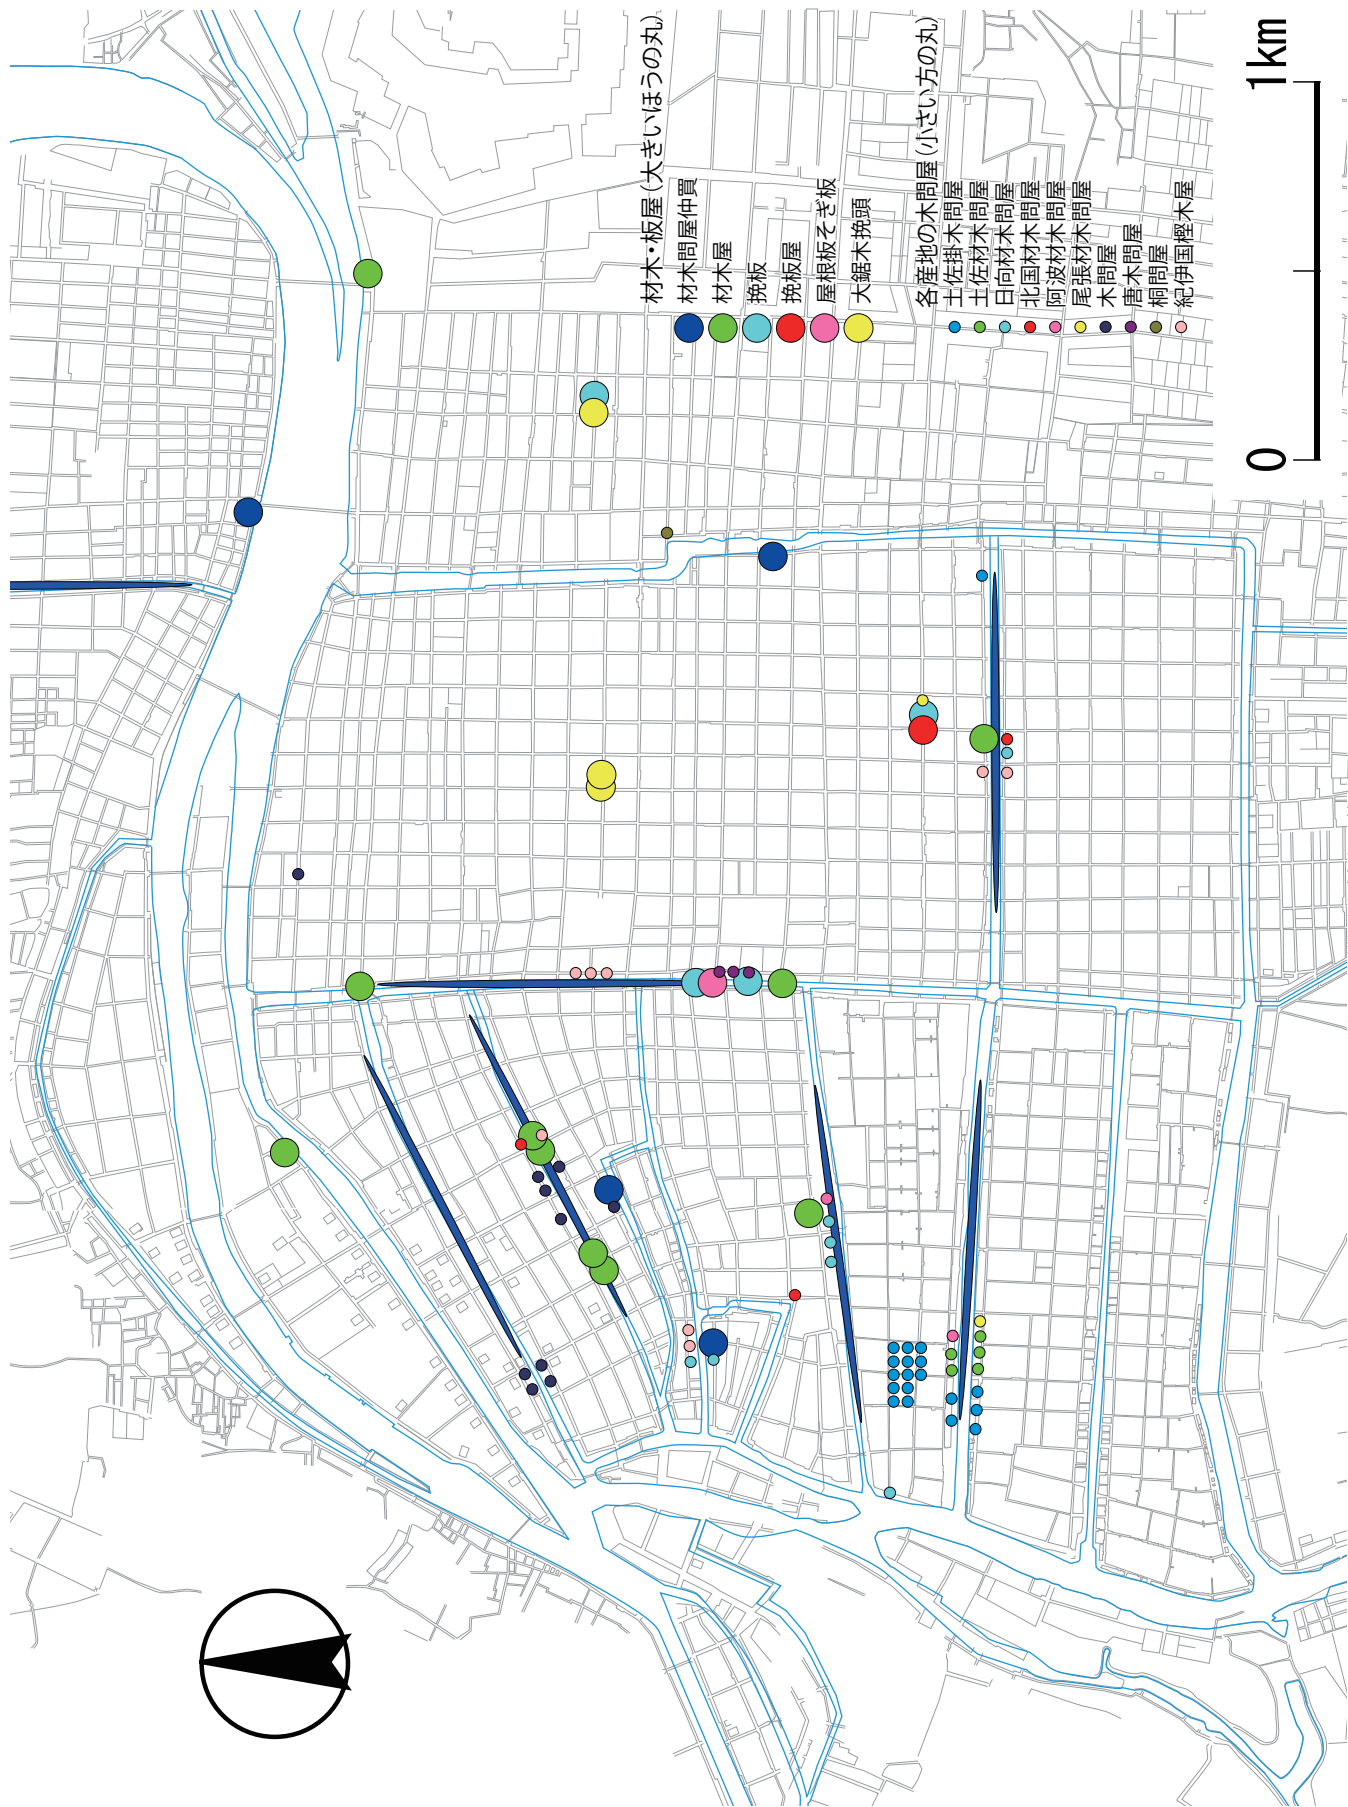 材木・板屋（大きいほうの丸）
材木問屋仲買
材木屋
挽板
挽板屋
屋根板そぎ板
大鋸木挽頭
各産地の木問屋（小さい方の丸）
土佐掛木問屋
土佐材木問屋
日向材木問屋
北国材木問屋
阿波材木問屋
尾張材木問屋
木問屋
唐木問屋
桐問屋
紀伊国樫木屋
0
1km